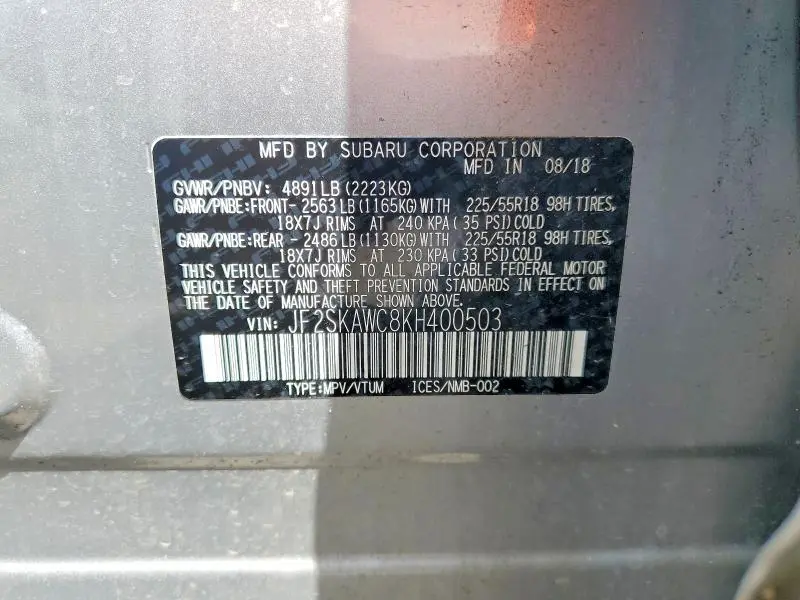 MFD BY SUBARU CORPORATION
MFD IN 08/18
GVWR/PNBV: 4891LB(2223KG)
GAWR/PNBE:FRONT- 2563LB(1165KG)WITH 225/55R18 98H TIRES,
18X7J RIMS AT 240 KPA( 35 PSI)COLD
GAWR/PNBE:REAR - 2486LB(1130KG)WITH 225/55R18 98H TIRES,
18X7J RIMS AT 230 KPA( 33 PSI)COLD
THIS VEHICLE CONFORMS TO ALL APPLICABLE FEDERAL MOTOR
VEHICLE SAFETY AND THEFT PREVENTION STANDARDS IN EFFECT ON
THE DATE OF MANUFACTURE SHOWN ABOVE.
VIN: JF2SKAWC8KH400503
TYPE:MPV/VTUM ICES/NMB-002